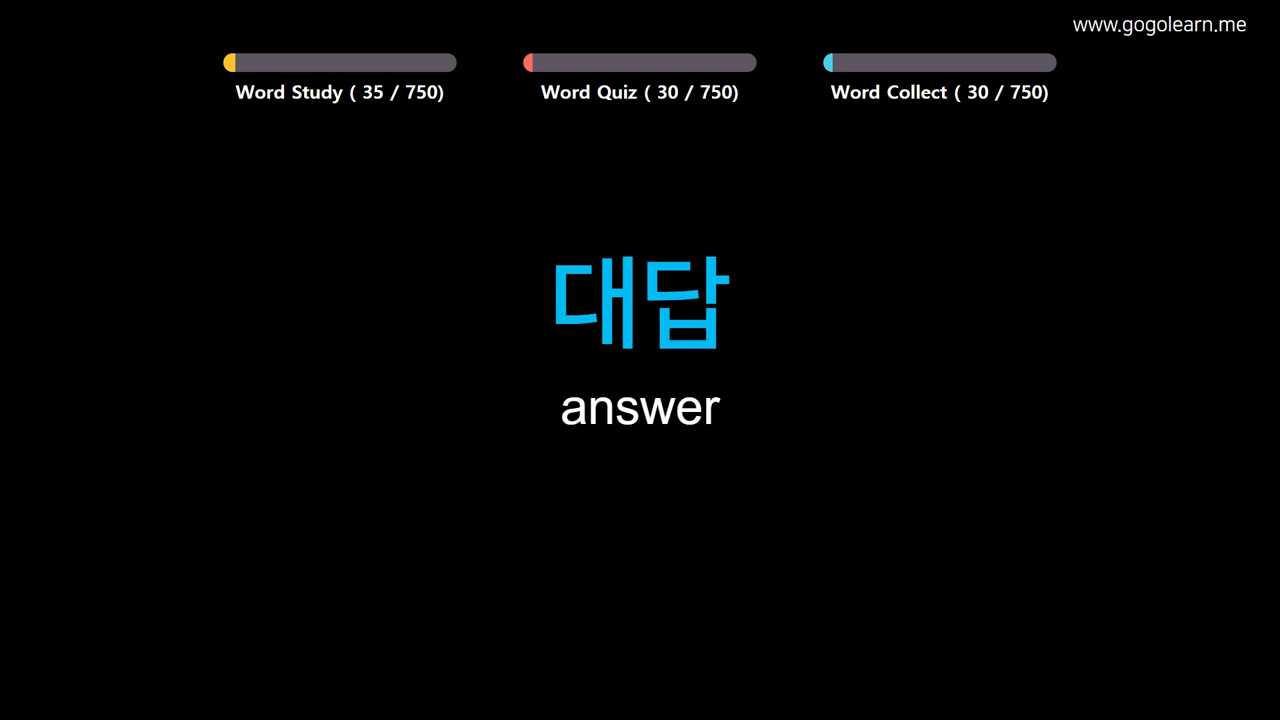 www.gogolearn.me
Word Study ( 35 / 750)
Word Quiz ( 30 / 750)
Word Collect ( 30 / 750)
대답
answer